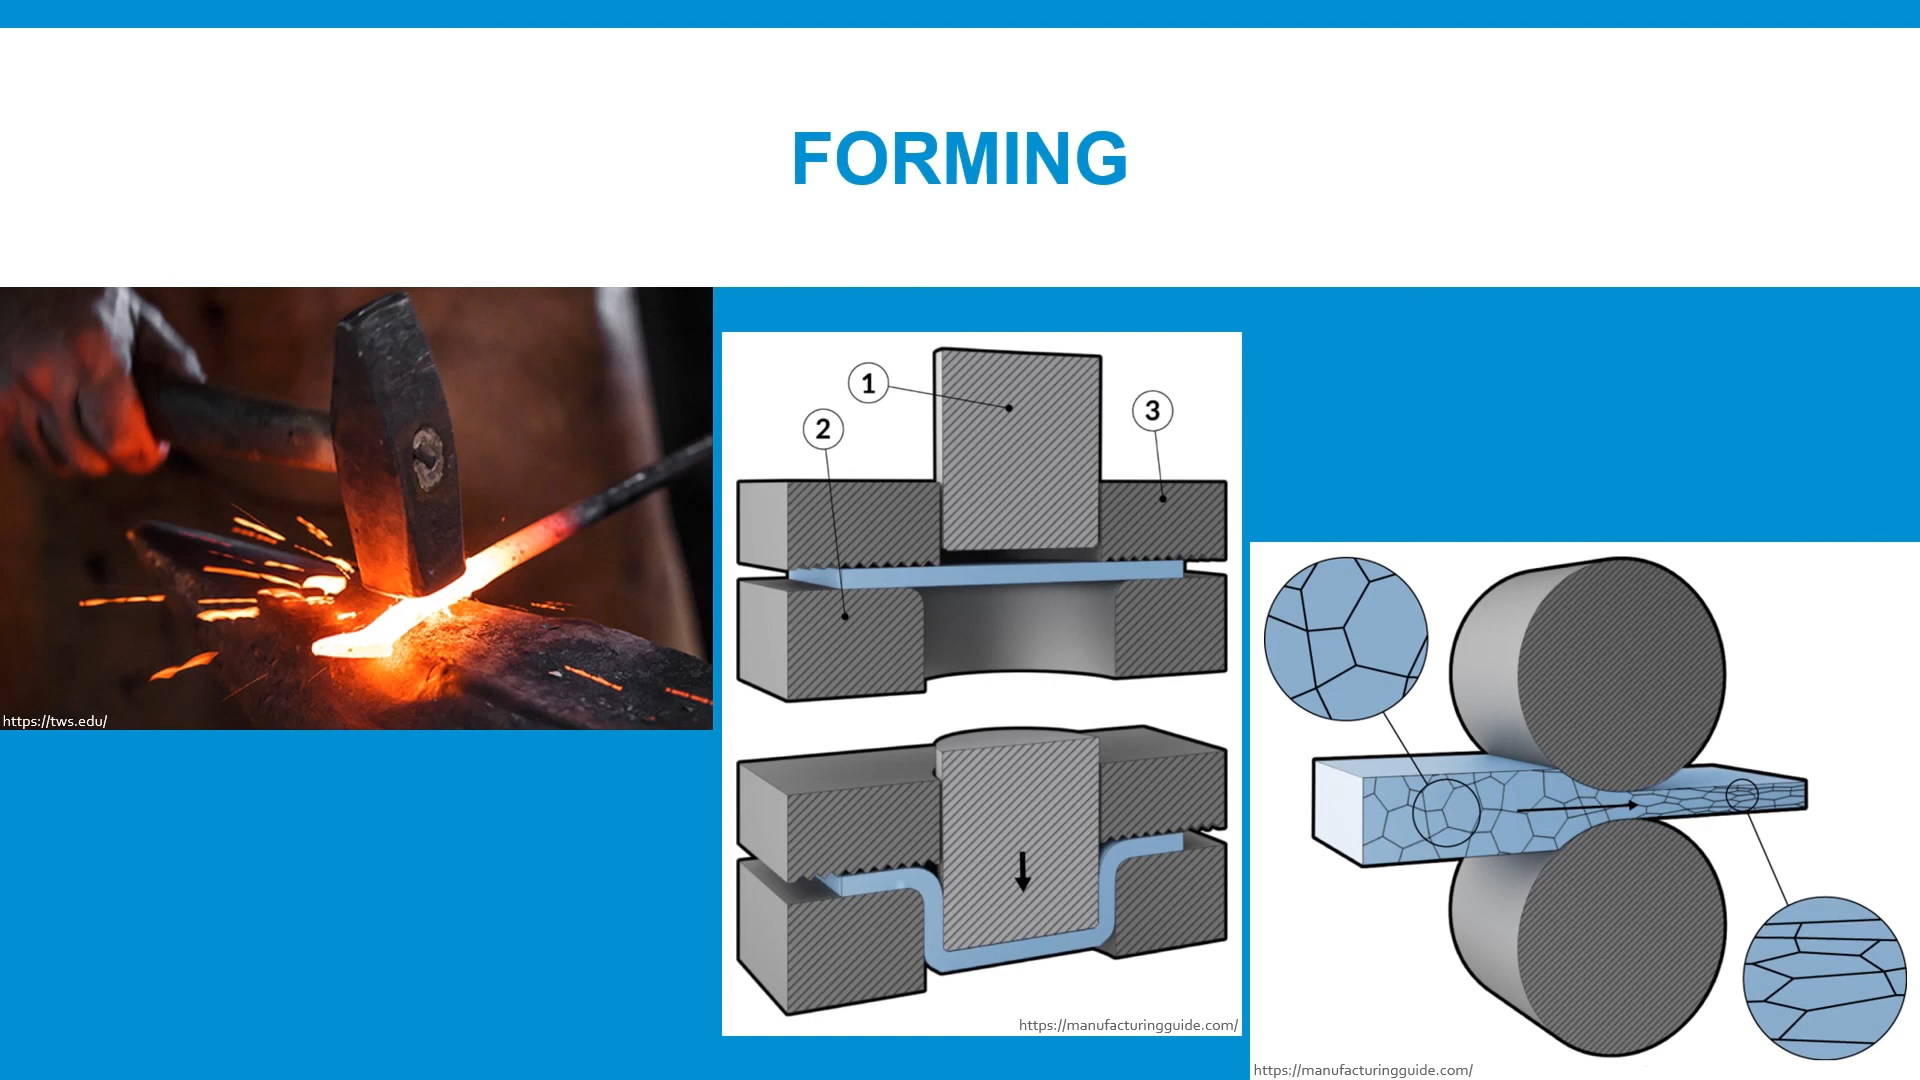 FORMING
https://tws.edu/
1
2
3
https://manufacturingguide.com/
https://manufacturingguide.com/